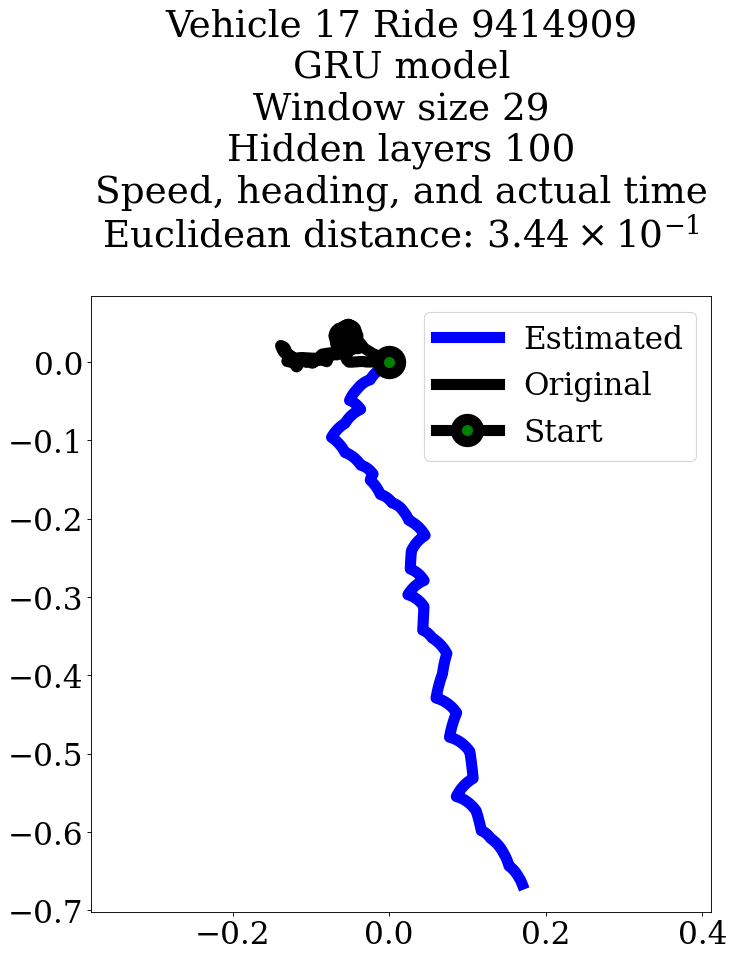 Vehicle 17 Ride 9414909
GRU model
Window size 29
Hidden layers 100
Speed, heading, and actual time
Euclidean distance: 3.44 × 10⁻¹
Estimated
Original
Start
0.0
−0.1
−0.2
−0.3
−0.4
−0.5
−0.6
−0.7
−0.2
0.0
0.2
0.4